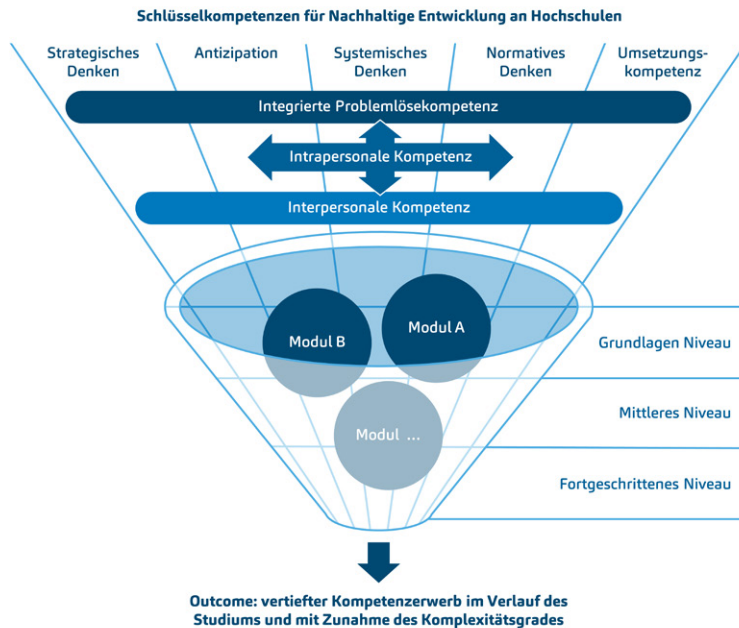 Schlüsselkompetenzen für Nachhaltige Entwicklung an Hochschulen
Strategisches
Denken
Antizipation
Systemisches
Denken
Normatives
Denken
Umsetzungs-
kompetenz
Integrierte Problemlösekompetenz
Intrapersonale Kompetenz
Interpersonale Kompetenz
Modul B
Modul A
Modul ...
Grundlagen Niveau
Mittleres Niveau
Fortgeschrittenes Niveau
Outcome: vertiefter Kompetenzerwerb im Verlauf des
Studiums und mit Zunahme des Komplexitätsgrades